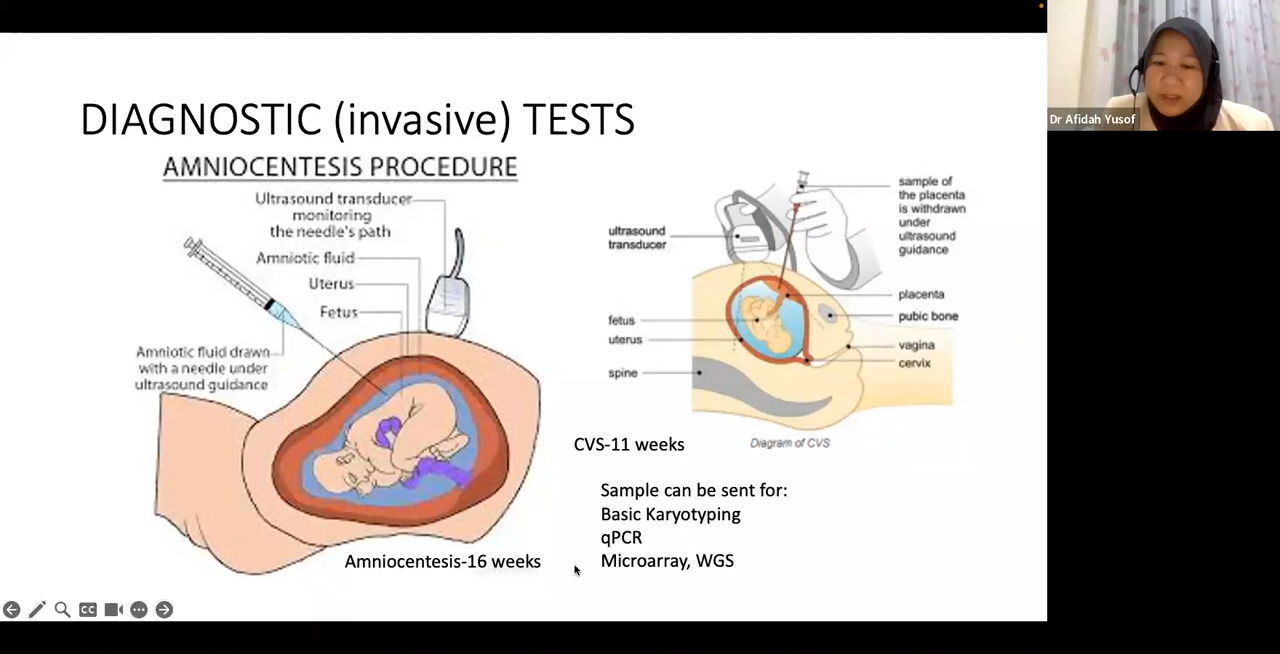 DIAGNOSTIC (invasive) TESTS
AMNIOCENTESIS PROCEDURE
Ultrasound transducer
monitoring
the needle's path
Amniotic fluid
Uterus
Fetus
Amniotic fluid drawn
with a needle under
ultrasound guidance
Amniocentesis-16 weeks
ultrasound
transducer
fetus
uterus
spine
sample of
the placenta
is withdrawn
under
ultrasound
guidance
placenta
pubic bone
vagina
cervix
CVS-11 weeks
Diagram of CVS
Sample can be sent for:
Basic Karyotyping
qPCR
Microarray, WGS
CC
Dr Afidah Yusof